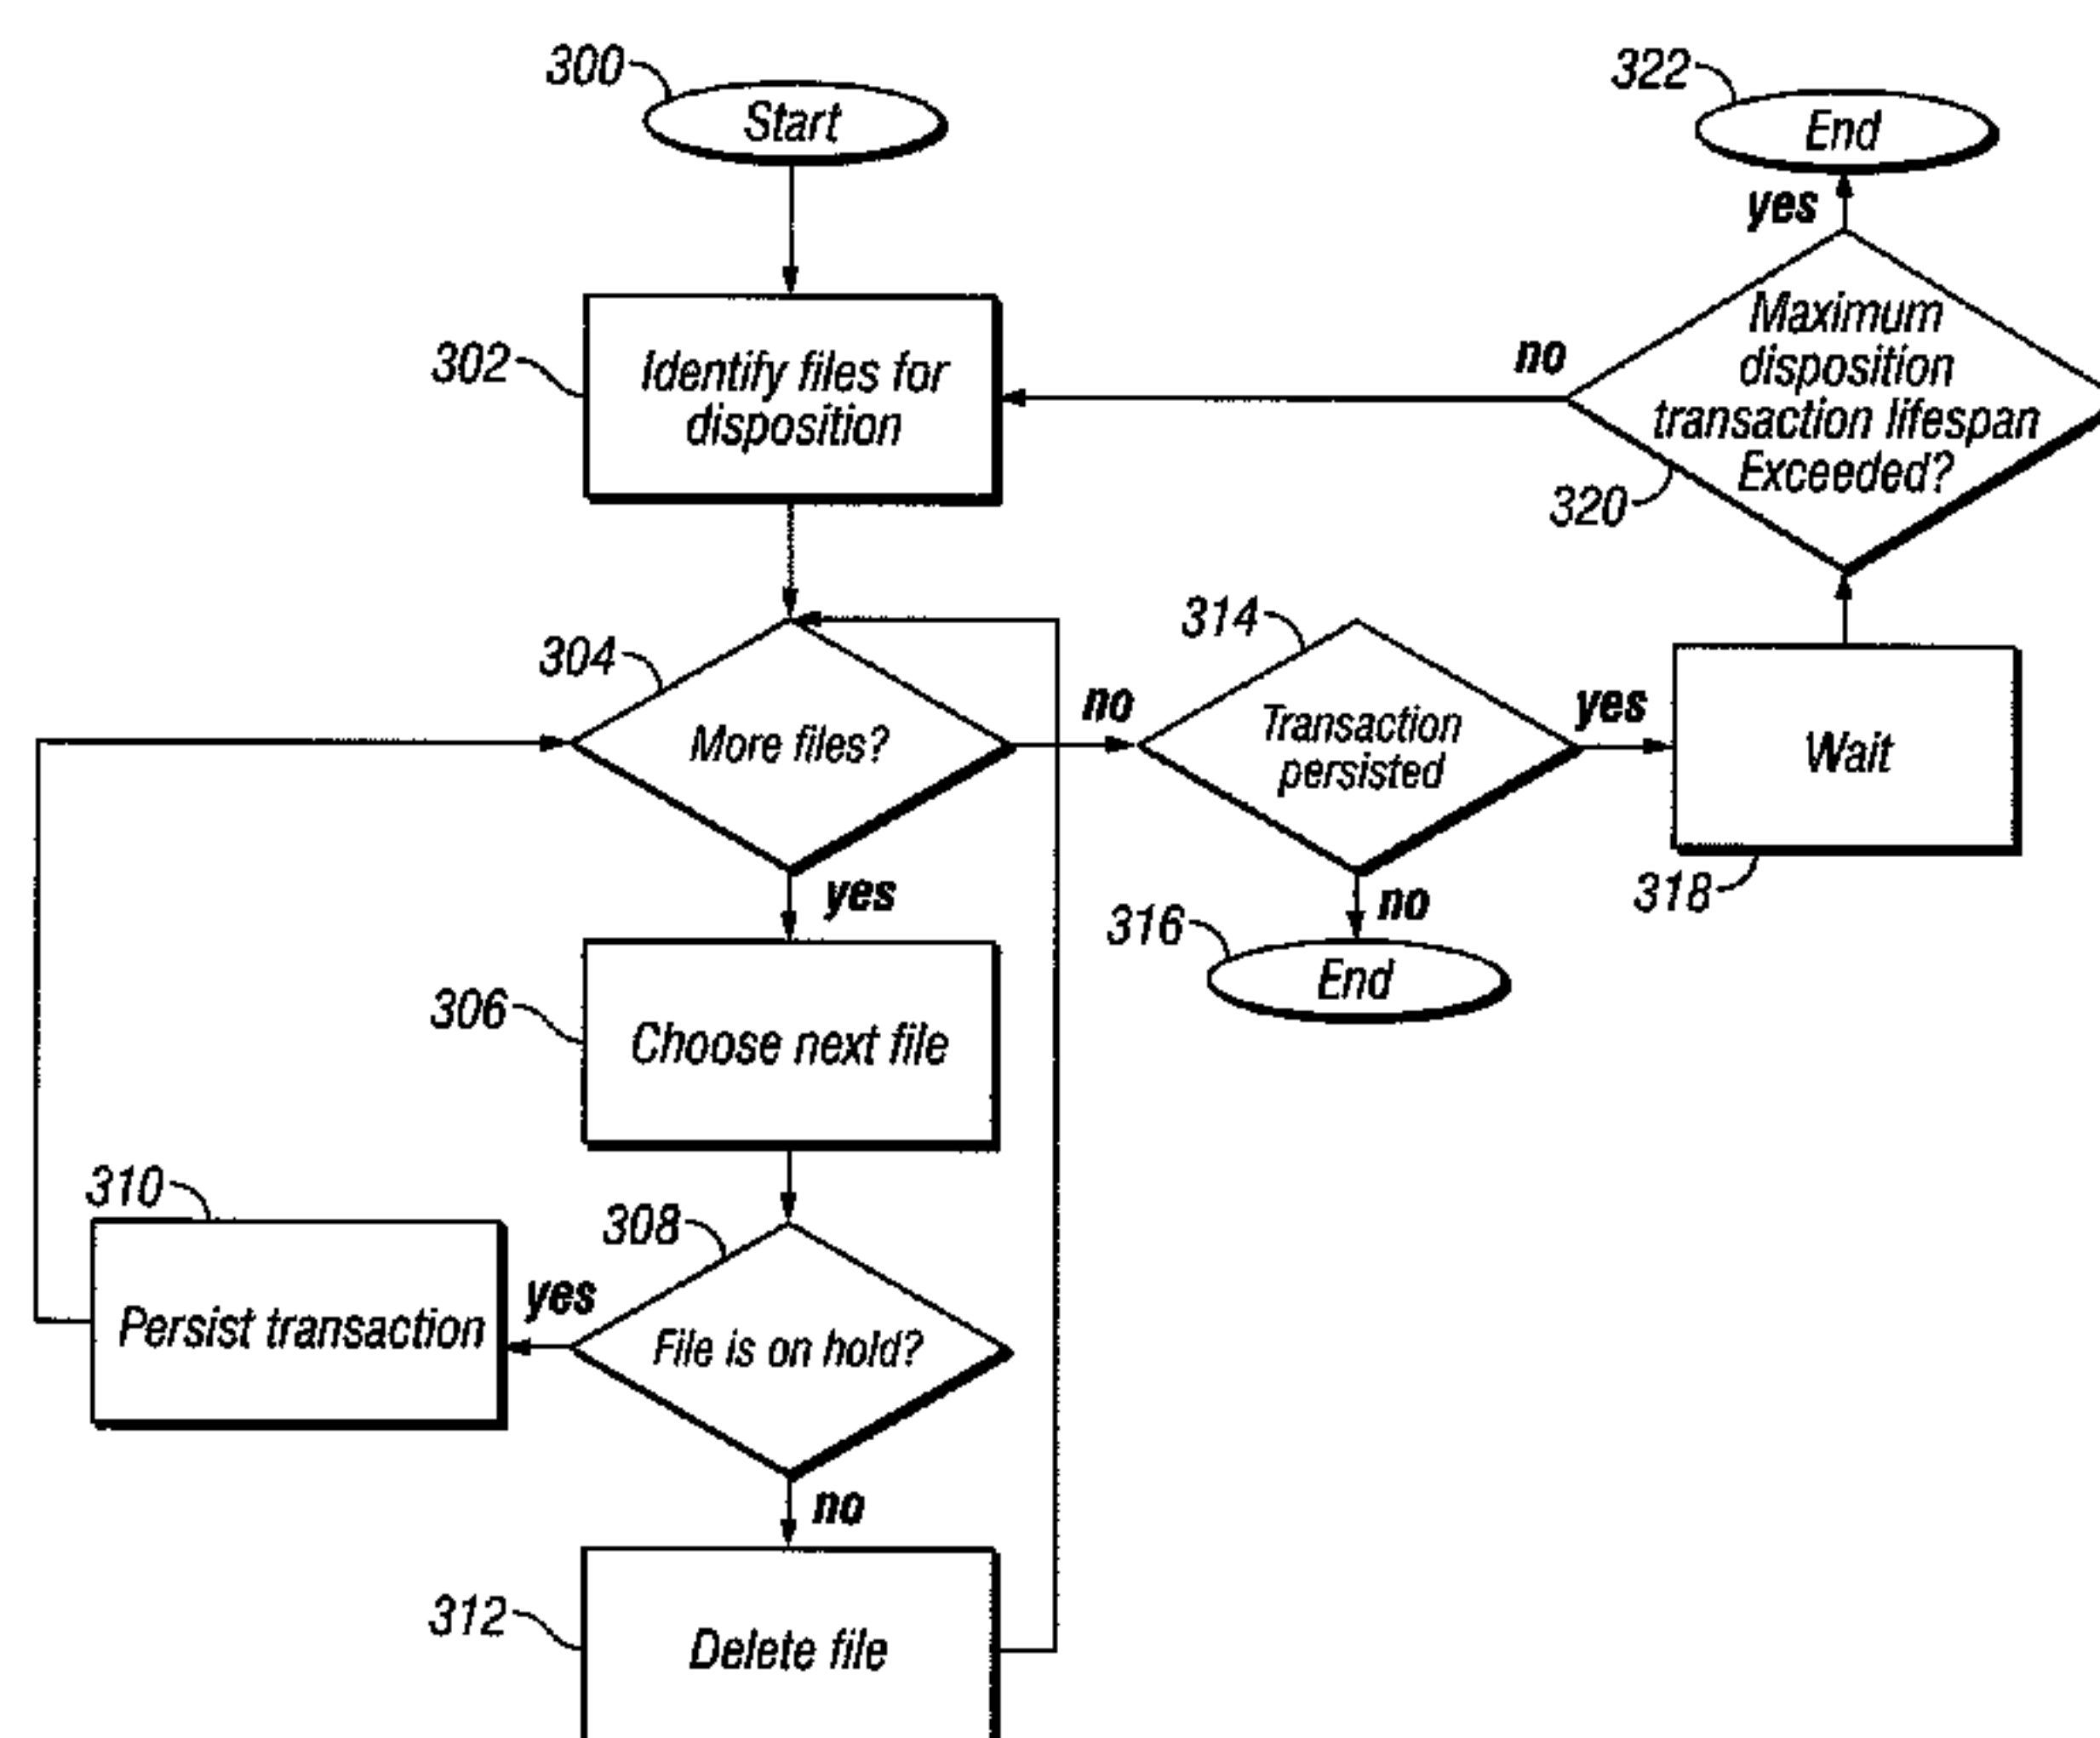 300
Start
322
End
yes
302
Identify files for
disposition
no
Maximum
disposition
transaction lifespan
Exceeded?
320
304
More files?
no
314
Transaction
persisted
yes
Wait
318
yes
no
316
End
306
Choose next file
310
Persist transaction
yes
308
File is on hold?
no
312
Delete file